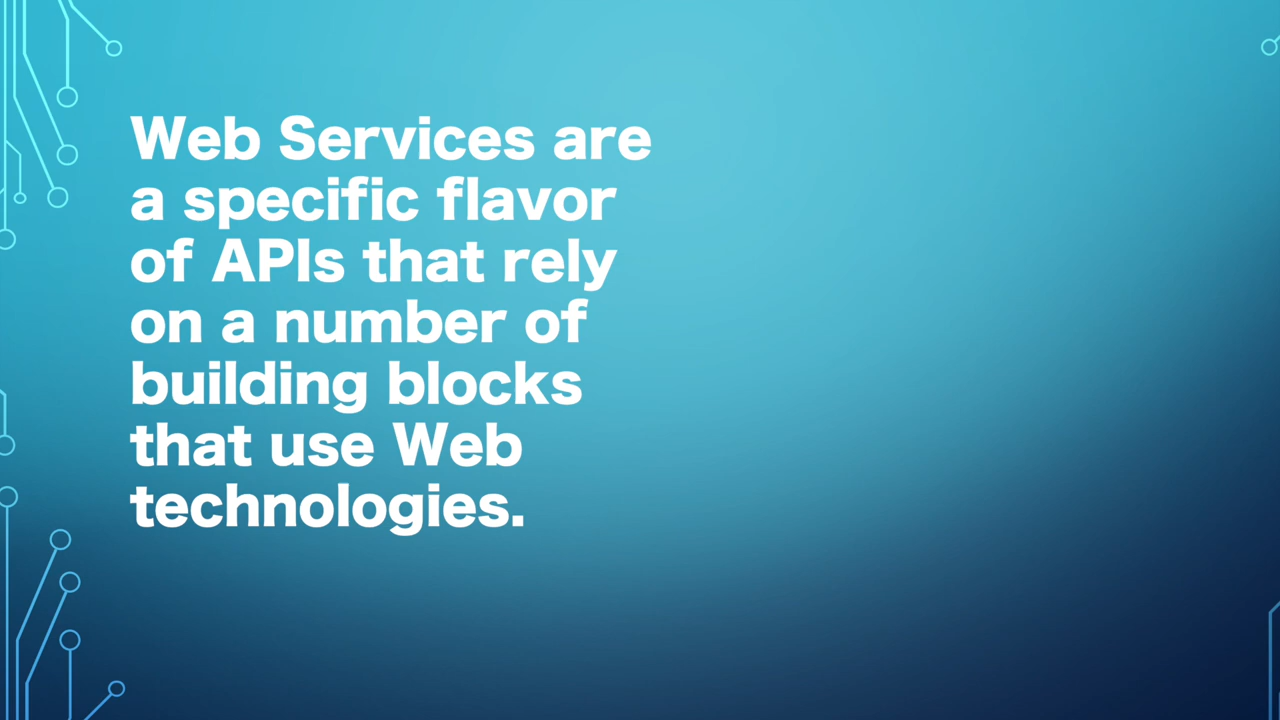 Web Services are
a specific flavor
of APIs that rely
on a number of
building blocks
that use Web
technologies.